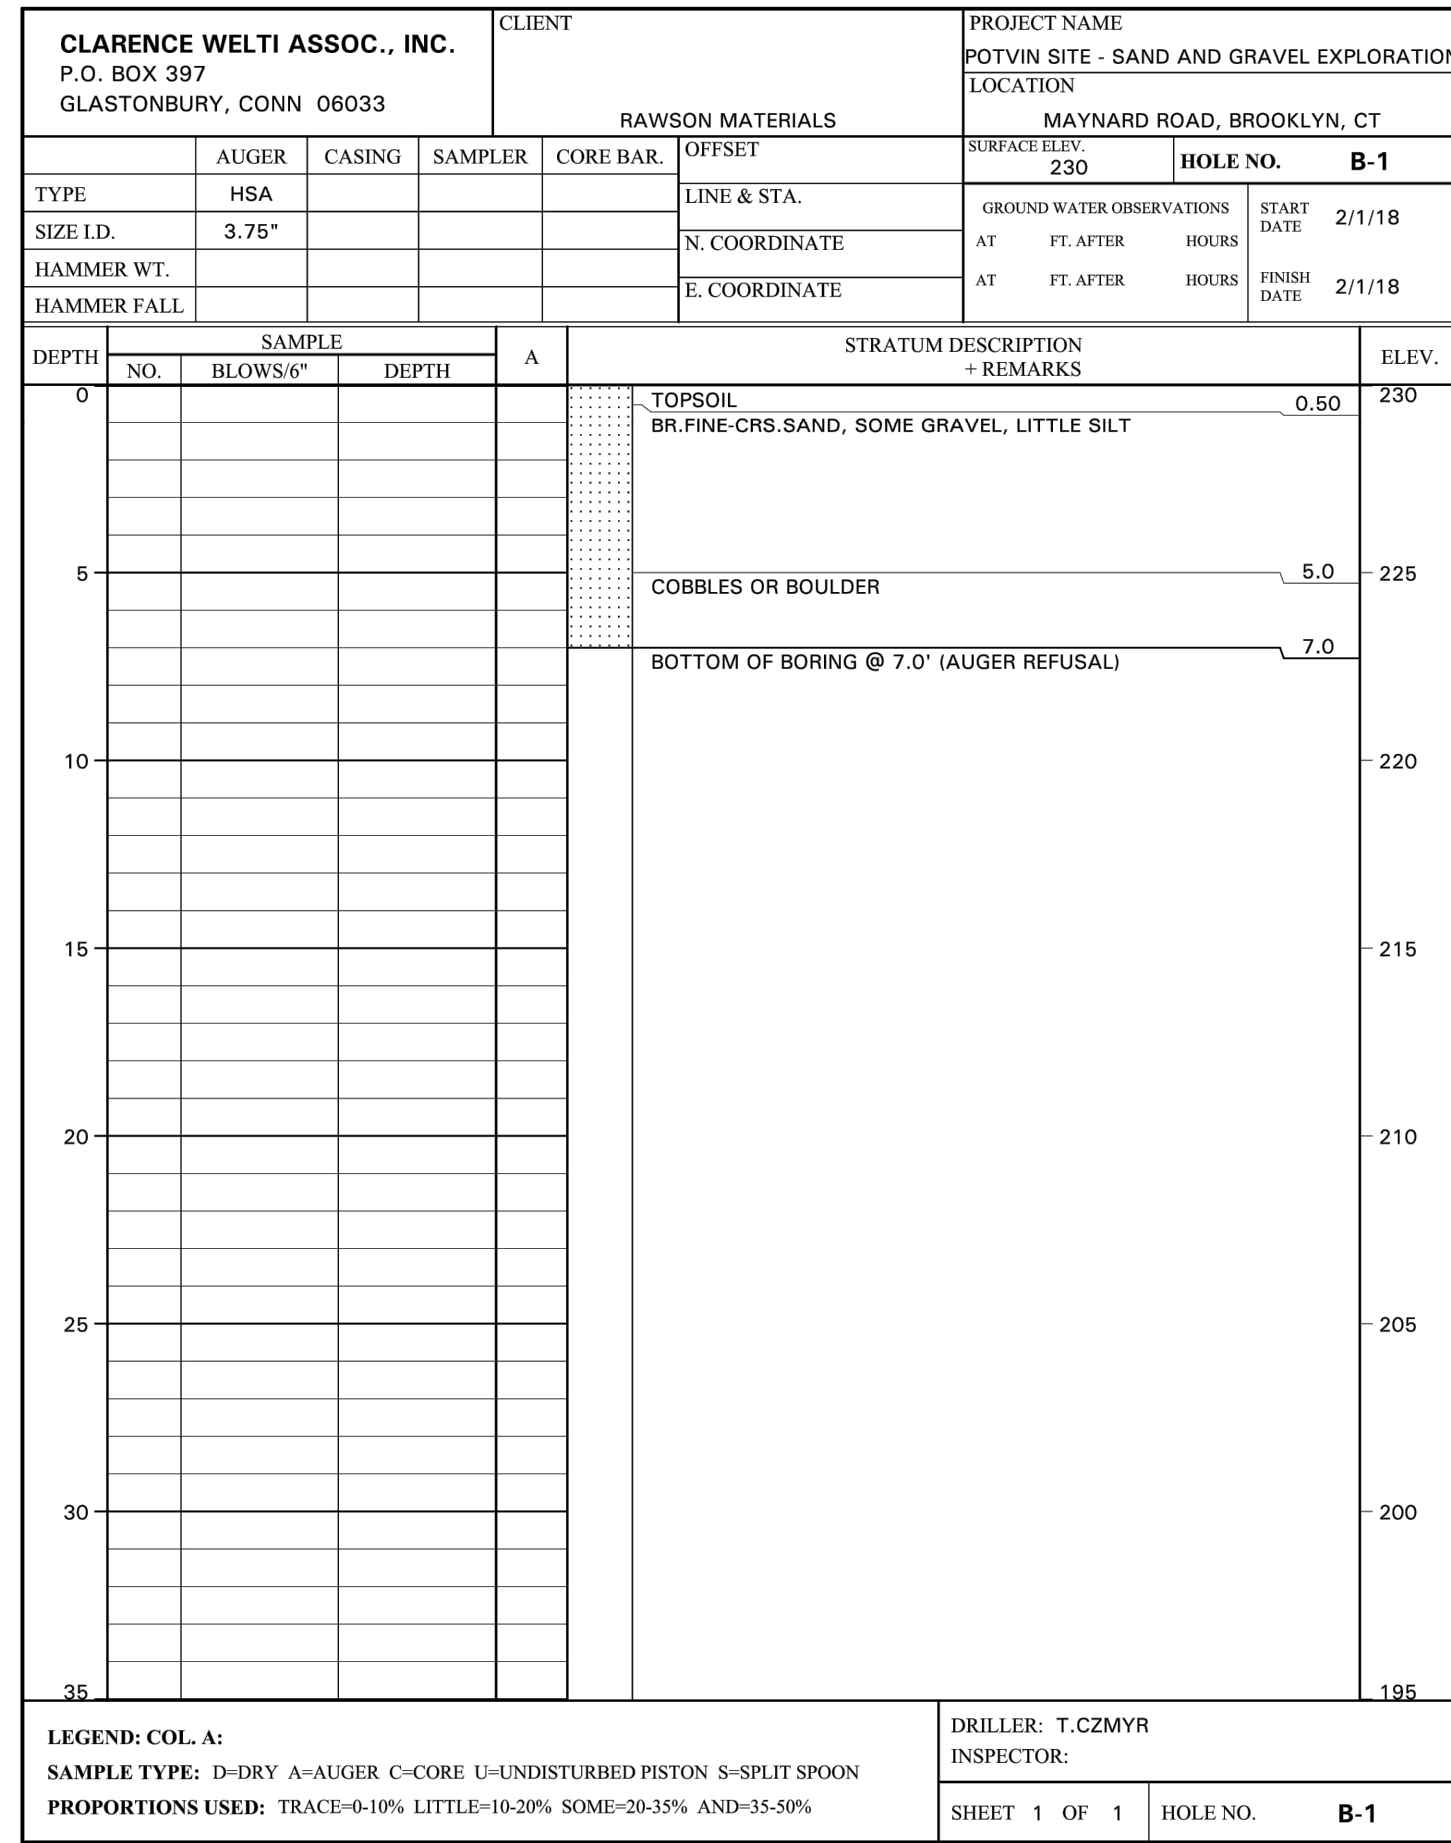 CLARENCE WELTI ASSOC., INC.
P.O. BOX 397
GLASTONBURY, CONN 06033
CLIENT
RAWSON MATERIALS
PROJECT NAME
POTVIN SITE - SAND AND GRAVEL EXPLORATION
LOCATION
MAYNARD ROAD, BROOKLYN, CT
AUGER CASING SAMPLER CORE BAR.
TYPE HSA
SIZE I.D. 3.75"
HAMMER WT.
HAMMER FALL
OFFSET
LINE & STA.
N. COORDINATE
E. COORDINATE
SURFACE ELEV.
230
HOLE NO. B-1
GROUND WATER OBSERVATIONS
AT FT. AFTER HOURS
AT FT. AFTER HOURS
START DATE 2/1/18
FINISH DATE 2/1/18
DEPTH
SAMPLE
NO. BLOWS/6" DEPTH
A
STRATUM DESCRIPTION
+ REMARKS
ELEV.
0 TOPSOIL 0.50 230
BR.FINE-CRS.SAND, SOME GRAVEL, LITTLE SILT
5 5.0 225
COBBLES OR BOULDER
7.0
BOTTOM OF BORING @ 7.0' (AUGER REFUSAL)
10 220
15 215
20 210
25 205
30 200
35 195
LEGEND: COL. A:
SAMPLE TYPE: D=DRY A=AUGER C=CORE U=UNDISTURBED PISTON S=SPLIT SPOON
PROPORTIONS USED: TRACE=0-10% LITTLE=10-20% SOME=20-35% AND=35-50%
DRILLER: T.CZMYR
INSPECTOR:
SHEET 1 OF 1 HOLE NO. B-1